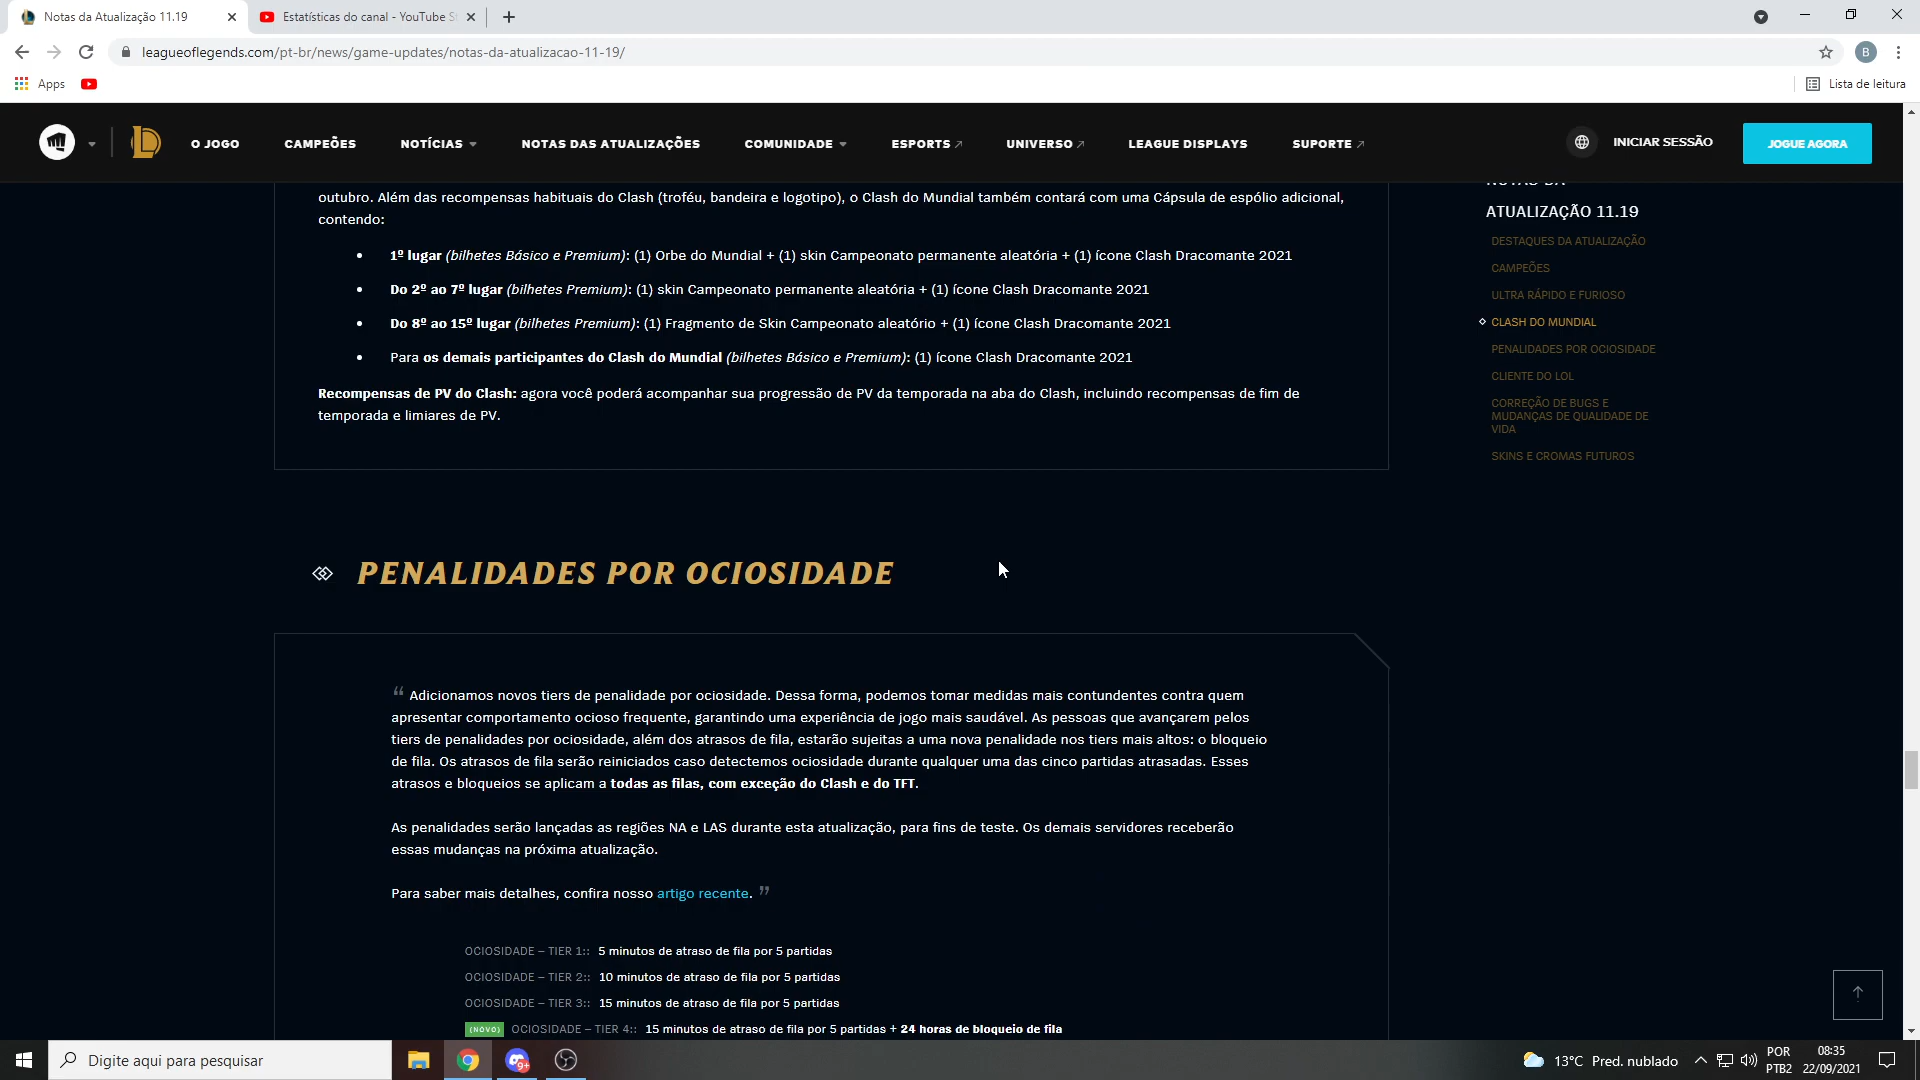 Notas da Atualização 11.19
Estatísticas do canal - YouTube St
leagueoflegends.com/pt-br/news/game-updates/notas-da-atualizacao-11-19/
B
Apps
Lista de leitura
O JOGO
CAMPEÕES
NOTÍCIAS
NOTAS DAS ATUALIZAÇÕES
COMUNIDADE
ESPORTS
UNIVERSO
LEAGUE DISPLAYS
SUPORTE
INICIAR SESSÃO
JOGUE AGORA
outubro. Além das recompensas habituais do Clash (troféu, bandeira e logotipo), o Clash do Mundial também contará com uma Cápsula de espólio adicional,
contendo:
• 1º lugar (bilhetes Básico e Premium): (1) Orbe do Mundial + (1) skin Campeonato permanente aleatória + (1) ícone Clash Dracomante 2021
• Do 2º ao 7º lugar (bilhetes Premium): (1) skin Campeonato permanente aleatória + (1) ícone Clash Dracomante 2021
• Do 8º ao 15º lugar (bilhetes Premium): (1) Fragmento de Skin Campeonato aleatório + (1) ícone Clash Dracomante 2021
• Para os demais participantes do Clash do Mundial (bilhetes Básico e Premium): (1) ícone Clash Dracomante 2021
Recompensas de PV do Clash: agora você poderá acompanhar sua progressão de PV da temporada na aba do Clash, incluindo recompensas de fim de
temporada e limiares de PV.
NOTAS DA
ATUALIZAÇÃO 11.19
DESTAQUES DA ATUALIZAÇÃO
CAMPEÕES
ULTRA RÁPIDO E FURIOSO
CLASH DO MUNDIAL
PENALIDADES POR OCIOSIDADE
CLIENTE DO LOL
CORREÇÃO DE BUGS E
MUDANÇAS DE QUALIDADE DE
VIDA
SKINS E CROMAS FUTUROS
PENALIDADES POR OCIOSIDADE
“ Adicionamos novos tiers de penalidade por ociosidade. Dessa forma, podemos tomar medidas mais contundentes contra quem
apresentar comportamento ocioso frequente, garantindo uma experiência de jogo mais saudável. As pessoas que avançarem pelos
tiers de penalidades por ociosidade, além dos atrasos de fila, estarão sujeitas a uma nova penalidade nos tiers mais altos: o bloqueio
de fila. Os atrasos de fila serão reiniciados caso detectemos ociosidade durante qualquer uma das cinco partidas atrasadas. Esses
atrasos e bloqueios se aplicam a todas as filas, com exceção do Clash e do TFT.
As penalidades serão lançadas as regiões NA e LAS durante esta atualização, para fins de teste. Os demais servidores receberão
essas mudanças na próxima atualização.
Para saber mais detalhes, confira nosso artigo recente. ”
OCIOSIDADE – TIER 1:: 5 minutos de atraso de fila por 5 partidas
OCIOSIDADE – TIER 2:: 10 minutos de atraso de fila por 5 partidas
OCIOSIDADE – TIER 3:: 15 minutos de atraso de fila por 5 partidas
(NOVO) OCIOSIDADE – TIER 4:: 15 minutos de atraso de fila por 5 partidas + 24 horas de bloqueio de fila
Digite aqui para pesquisar
9+
13°C Pred. nublado
POR
PTB2
08:35
22/09/2021